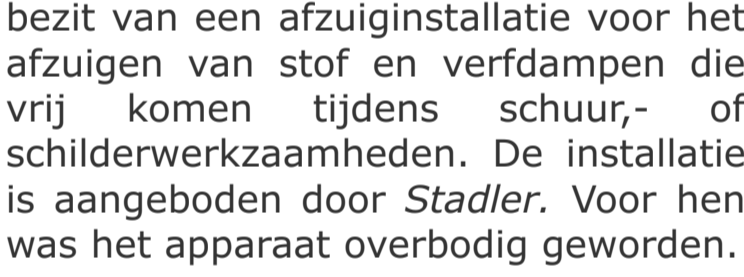 bezit van een afzuiginstallatie voor het
afzuigen van stof en verfdampen die
vrij komen tijdens schuur,- of
schilderwerkzaamheden. De installatie
is aangeboden door Stadler. Voor hen
was het apparaat overbodig geworden.